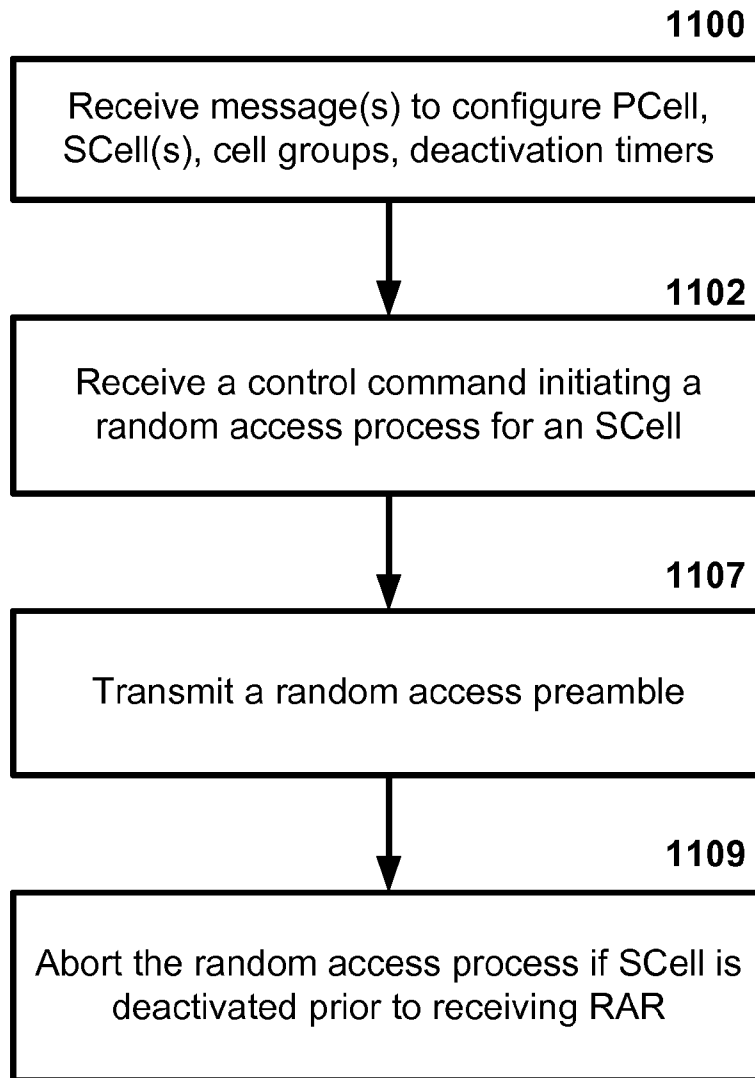 1100
Receive message(s) to configure PCell,
SCell(s), cell groups, deactivation timers
1102
Receive a control command initiating a
random access process for an SCell
1107
Transmit a random access preamble
1109
Abort the random access process if SCell is
deactivated prior to receiving RAR